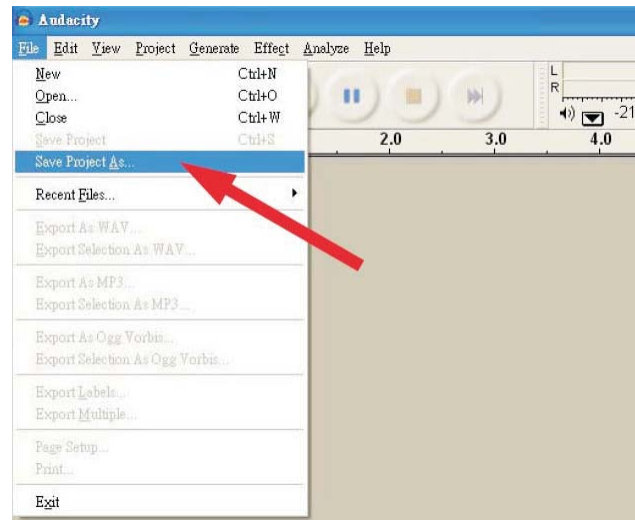 Audacity
File Edit View Project Generate Effect Analyze Help
New Ctrl+N
Open... Ctrl+O
Close Ctrl+W
Save Project Ctrl+S
Save Project As...
Recent Files...
Export As WAV...
Export Selection As WAV...
Export As MP3...
Export Selection As MP3...
Export As Ogg Vorbis...
Export Selection As Ogg Vorbis...
Export Labels...
Export Multiple...
Page Setup...
Print...
Exit
L
R
-21
2.0 3.0 4.0